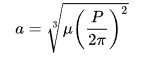 a = ∛(μ(P/2π)²)